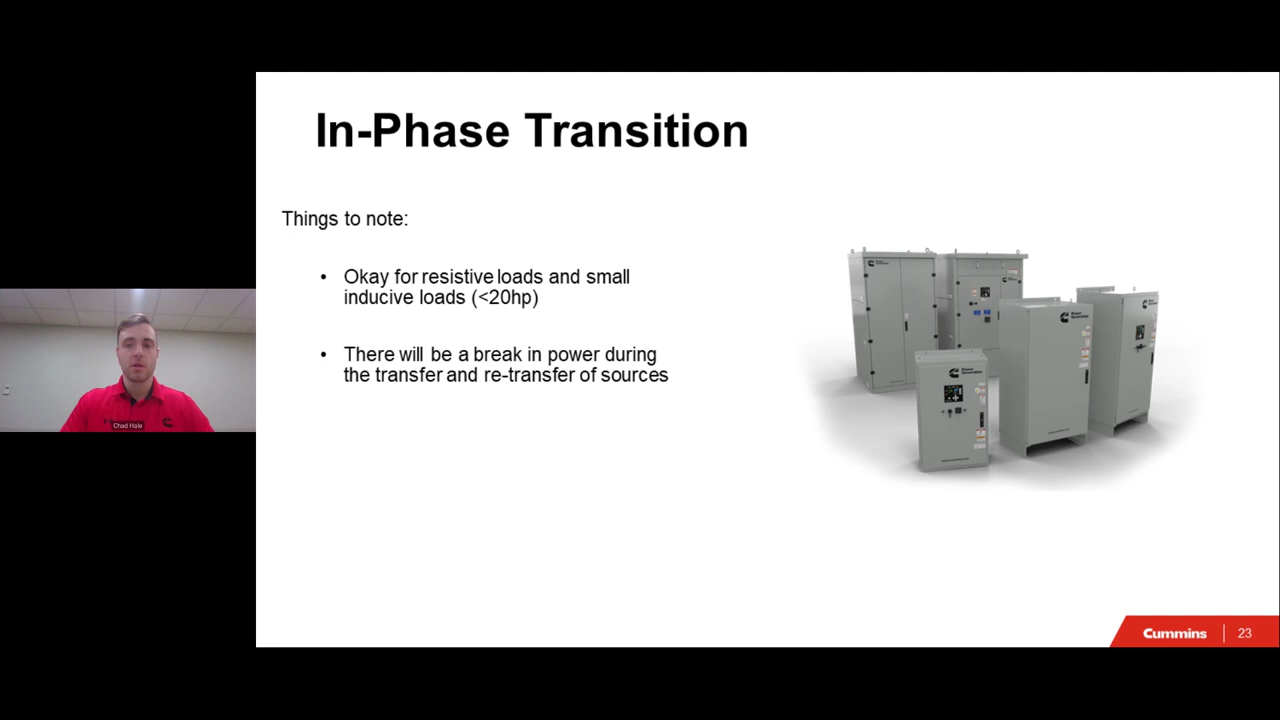 In-Phase Transition
Things to note:
• Okay for resistive loads and small
inducive loads (<20hp)
• There will be a break in power during
the transfer and re-transfer of sources
Chad Hale
Cummins
23